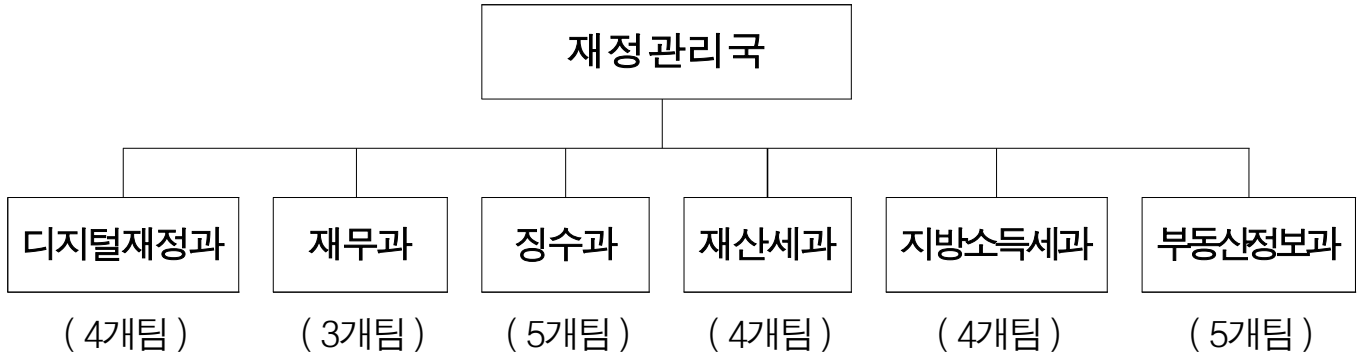 재정관리국
디지털재정과 재무과 징수과 재산세과 지방소득세과 부동산정보과
( 4개팀 ) ( 3개팀 ) ( 5개팀 ) ( 4개팀 ) ( 4개팀 ) ( 5개팀 )